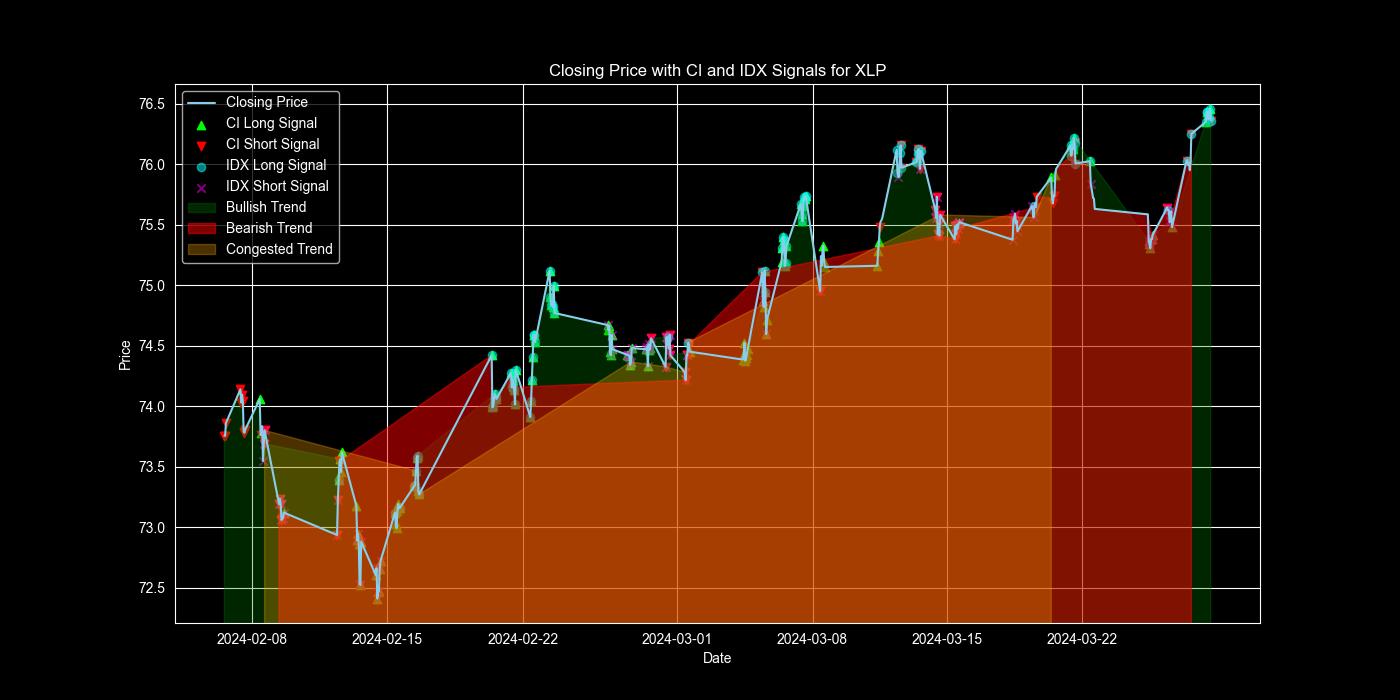 Closing Price with CI and IDX Signals for XLP
Closing Price
CI Long Signal
CI Short Signal
IDX Long Signal
IDX Short Signal
Bullish Trend
Bearish Trend
Congested Trend
Price
76.5
76.0
75.5
75.0
74.5
74.0
73.5
73.0
72.5
2024-02-08 2024-02-15 2024-02-22 2024-03-01 2024-03-08 2024-03-15 2024-03-22
Date